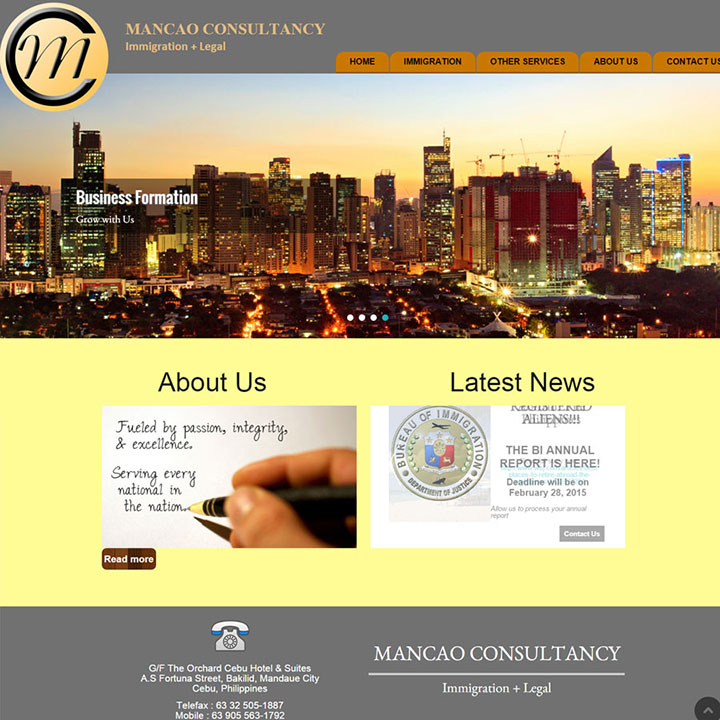 MANCAO CONSULTANCY
Immigration + Legal
HOME
IMMIGRATION
OTHER SERVICES
ABOUT US
CONTACT US
Business Formation
Grow with Us
About Us
Fueled by passion, integrity,
& excellence.
Serving every
national in
the nation.
Read more
Latest News
BUREAU OF IMMIGRATION
DEPARTMENT OF JUSTICE
REGISTERED
ALIENS!!!
THE BI ANNUAL
REPORT IS HERE!
Deadline will be on
February 28, 2015
Allow us to process your annual
report
Contact Us
G/F The Orchard Cebu Hotel & Suites
A.S Fortuna Street, Bakilid, Mandaue City
Cebu, Philippines
Telefax : 63 32 505-1887
Mobile : 63 905 563-1792
MANCAO CONSULTANCY
Immigration + Legal